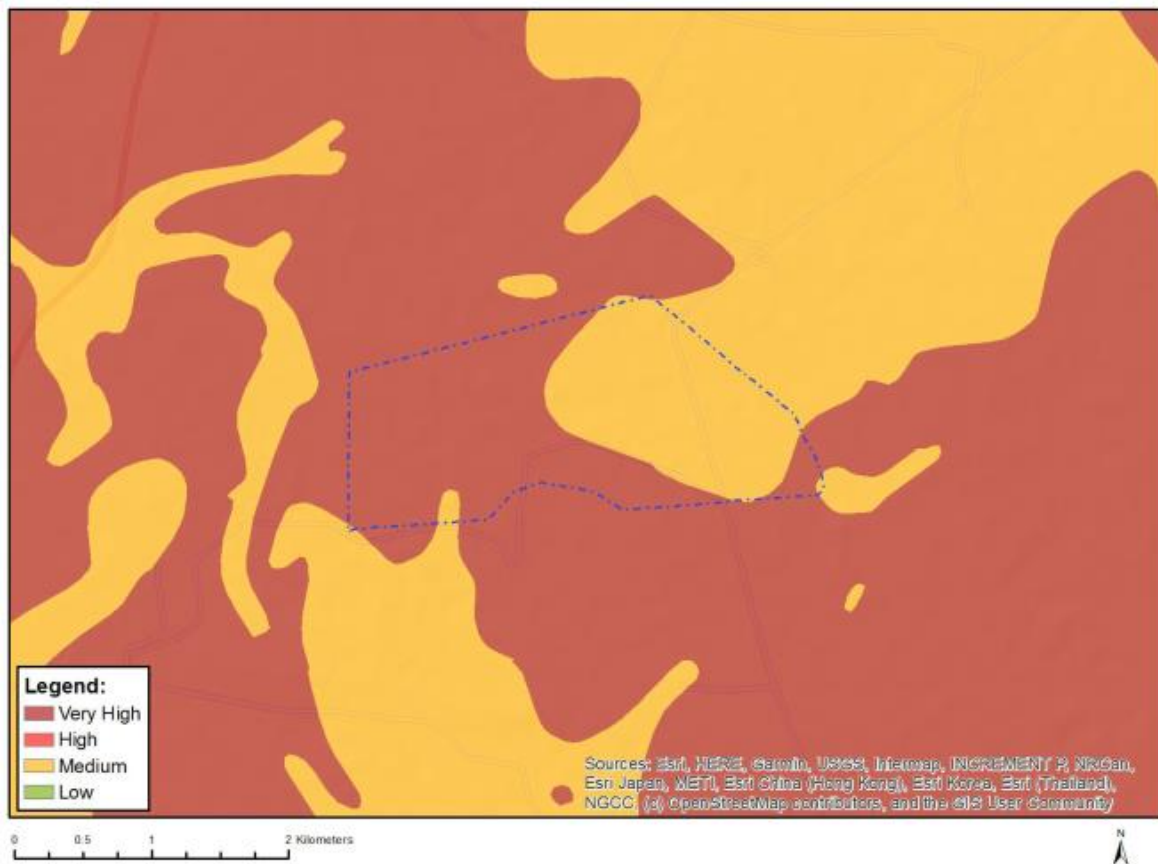 Legend:
Very High
High
Medium
Low
Sources: Esri, HERE, Garmin, USGS, Intermap, INCREMENT P, NRCan,
Esri Japan, METI, Esri China (Hong Kong), Esri Korea, Esri (Thailand),
NGCC, (c) OpenStreetMap contributors, and the GIS User Community
0 0.5 1 2 Kilometers
N